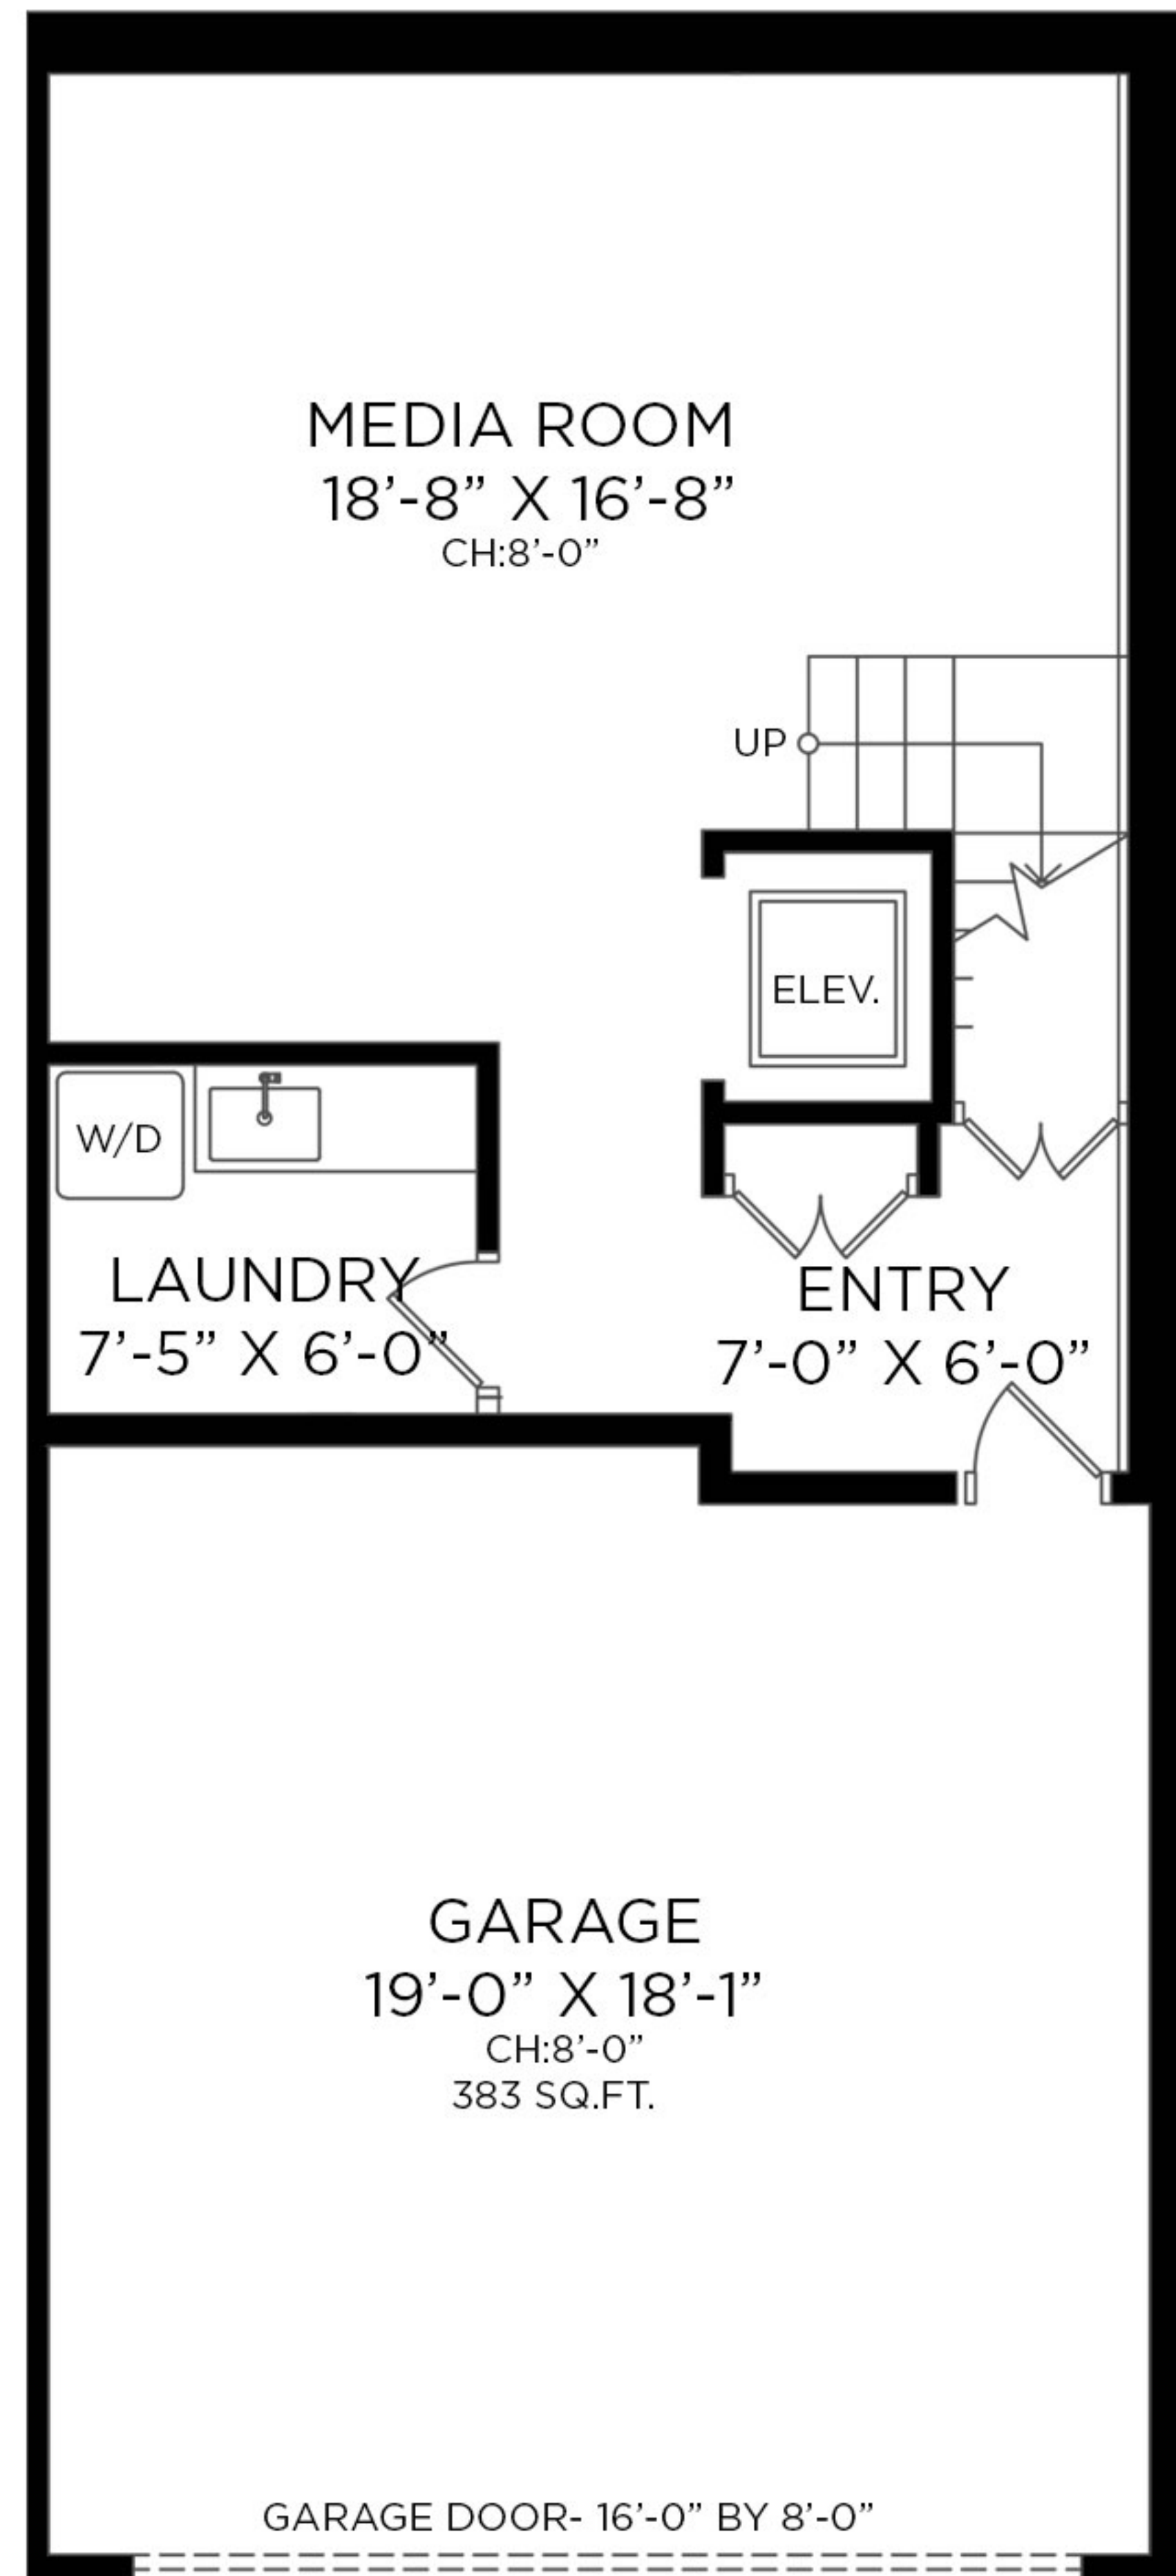 MEDIA ROOM
18’-8” X 16’-8”
CH:8’-0”
UP
ELEV.
W/D
LAUNDRY
7’-5” X 6’-0”
ENTRY
7’-0” X 6’-0”
GARAGE
19’-0” X 18’-1”
CH:8’-0”
383 SQ.FT.
GARAGE DOOR- 16’-0” BY 8’-0”